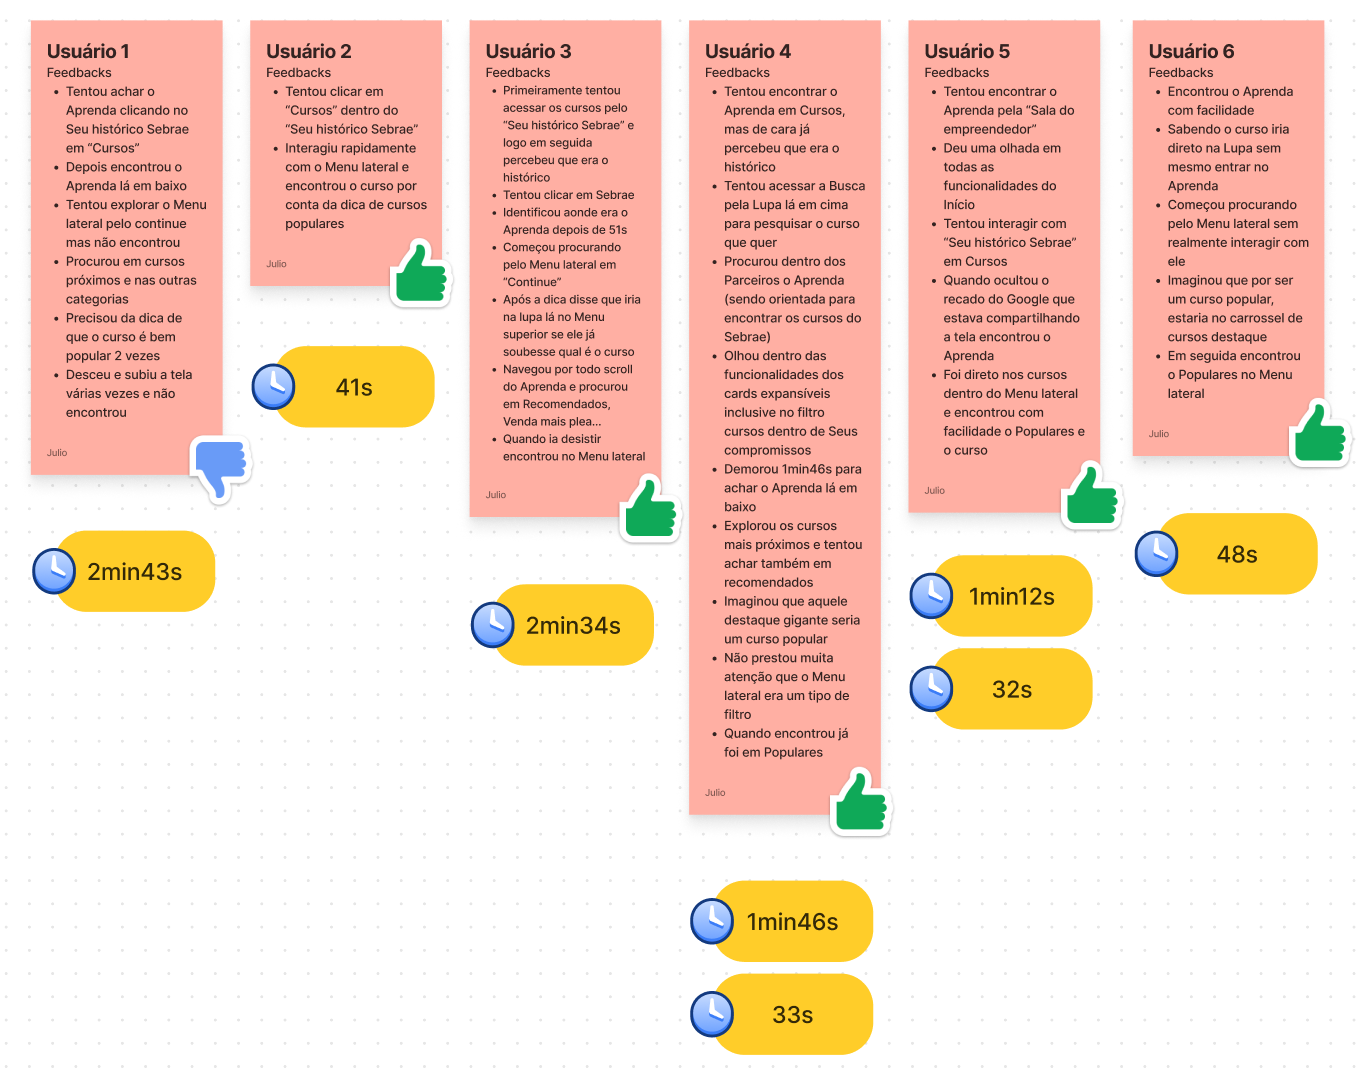 Usuário 1
Feedbacks
Tentou achar o
Aprenda clicando no
Seu histórico Sebrae
em “Cursos”
Depois encontrou o
Aprenda lá em baixo
Tentou explorar o Menu
lateral pelo continue
mas não encontrou
Procurou em cursos
próximos e nas outras
categorias
Precisou da dica de
que o curso é bem
popular 2 vezes
Desceu e subiu a tela
várias vezes e não
encontrou
Julio
2min43s
Usuário 2
Feedbacks
Tentou clicar em
“Cursos” dentro do
“Seu histórico Sebrae”
Interagiu rapidamente
com o Menu lateral e
encontrou o curso por
conta da dica de cursos
populares
Julio
41s
Usuário 3
Feedbacks
Primeiramente tentou
acessar os cursos pelo
“Seu histórico Sebrae” e
logo em seguida
percebeu que era o
histórico
Tentou clicar em Sebrae
Identificou aonde era o
Aprenda depois de 51s
Começou procurando
pelo Menu lateral em
“Continue”
Após a dica disse que iria
na lupa lá no Menu
superior se ele já
soubesse qual é o curso
Navegou por todo scroll
do Aprenda e procurou
em Recomendados,
Venda mais plea...
Quando ia desistir
encontrou no Menu lateral
Julio
2min34s
Usuário 4
Feedbacks
Tentou encontrar o
Aprenda em Cursos,
mas de cara já
percebeu que era o
histórico
Tentou acessar a Busca
pela Lupa lá em cima
para pesquisar o curso
que quer
Procurou dentro dos
Parceiros o Aprenda
(sendo orientada para
encontrar os cursos do
Sebrae)
Olhou dentro das
funcionalidades dos
cards expansíveis
inclusive no filtro
cursos dentro de Seus
compromissos
Demorou 1min46s para
achar o Aprenda lá em
baixo
Explorou os cursos
mais próximos e tentou
achar também em
recomendados
Imaginou que aquele
destaque gigante seria
um curso popular
Não prestou muita
atenção que o Menu
lateral era um tipo de
filtro
Quando encontrou já
foi em Populares
Julio
1min46s
33s
Usuário 5
Feedbacks
Tentou encontrar o
Aprenda pela “Sala do
empreendedor”
Deu uma olhada em
todas as
funcionalidades do
Início
Tentou interagir com
“Seu histórico Sebrae”
em Cursos
Quando ocultou o
recado do Google que
estava compartilhando
a tela encontrou o
Aprenda
Foi direto nos cursos
dentro do Menu lateral
e encontrou com
facilidade o Populares e
o curso
Julio
1min12s
32s
Usuário 6
Feedbacks
Encontrou o Aprenda
com facilidade
Sabendo o curso iria
direto na Lupa sem
mesmo entrar no
Aprenda
Começou procurando
pelo Menu lateral sem
realmente interagir com
ele
Imaginou que por ser
um curso popular,
estaria no carrossel de
cursos destaque
Em seguida encontrou
o Populares no Menu
lateral
Julio
48s